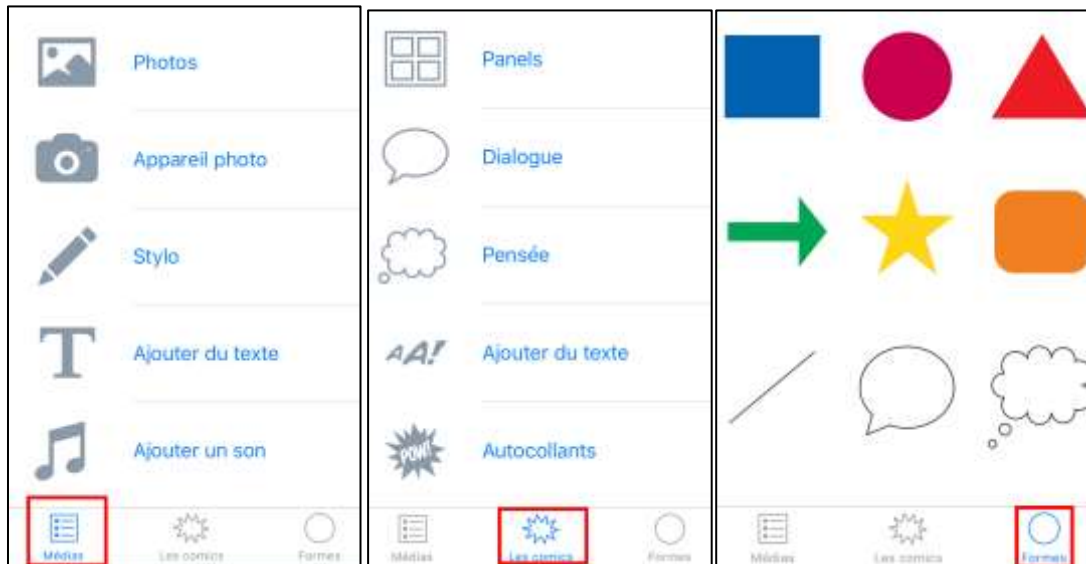 Photos
Appareil photo
Stylo
Ajouter du texte
Ajouter un son
Médias Les comics Formes
Panels
Dialogue
Pensée
Ajouter du texte
Autocollants
AA!
POW!
Médias Les comics Formes
Médias Les comics Formes